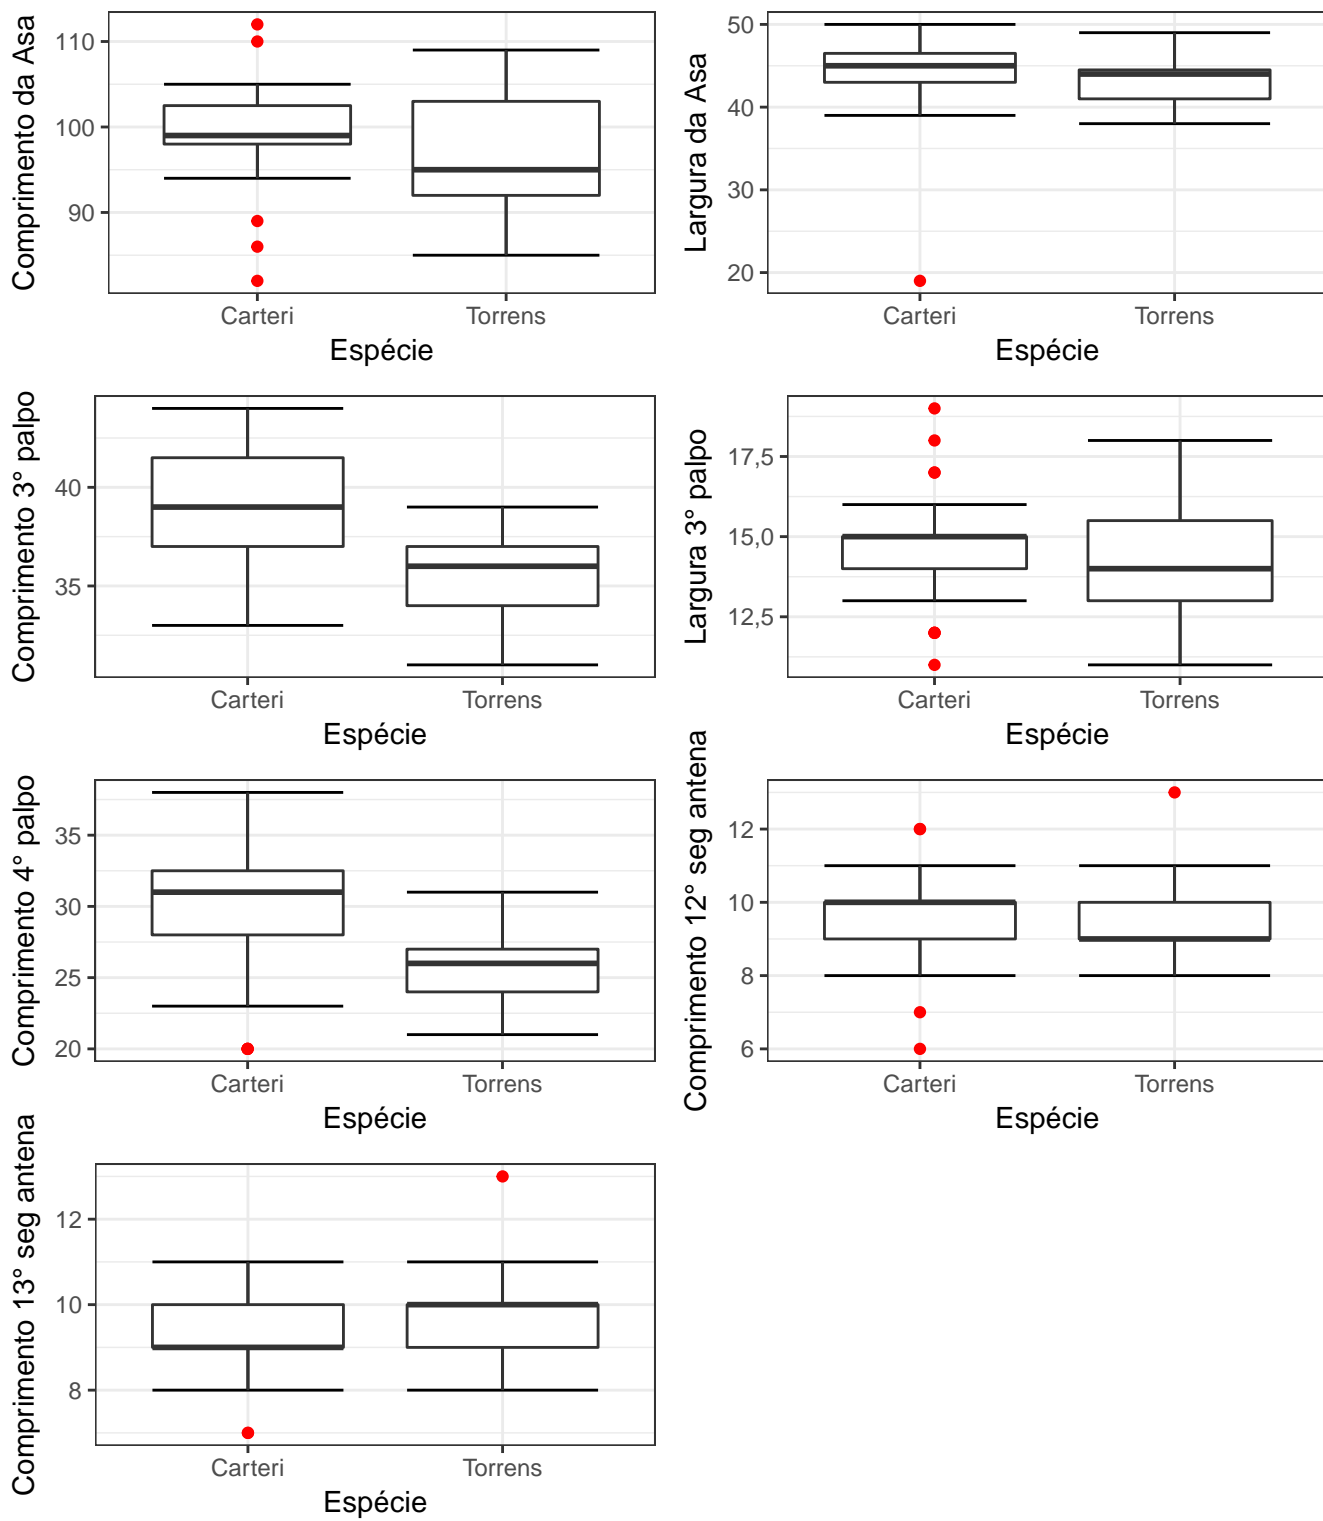 Comprimento da Asa
110
100
90
Carteri
Torrens
Espécie
Largura da Asa
50
40
30
20
Carteri
Torrens
Espécie
Comprimento 3° palpo
40
35
Carteri
Torrens
Espécie
Largura 3° palpo
17,5
15,0
12,5
Carteri
Torrens
Espécie
Comprimento 4° palpo
35
30
25
20
Carteri
Torrens
Espécie
Comprimento 12° seg antena
12
10
8
6
Carteri
Torrens
Espécie
Comprimento 13° seg antena
12
10
8
Carteri
Torrens
Espécie